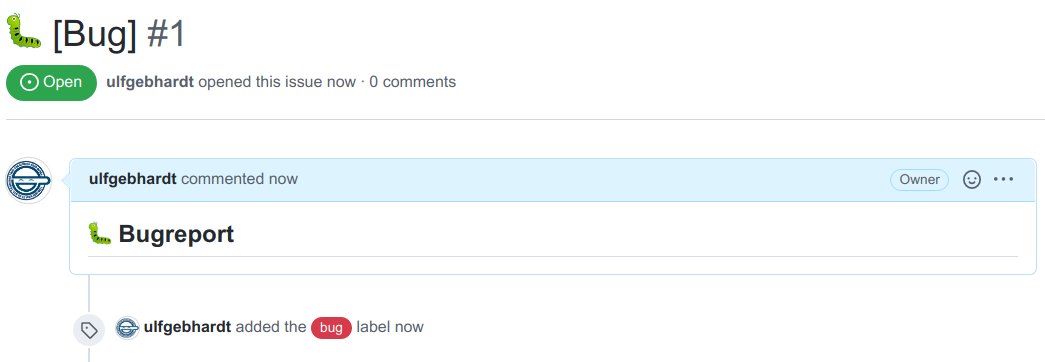 🐛 [Bug] #1
Open ulfgebhardt opened this issue now · 0 comments
ulfgebhardt commented now Owner
🐛 Bugreport
ulfgebhardt added the bug label now